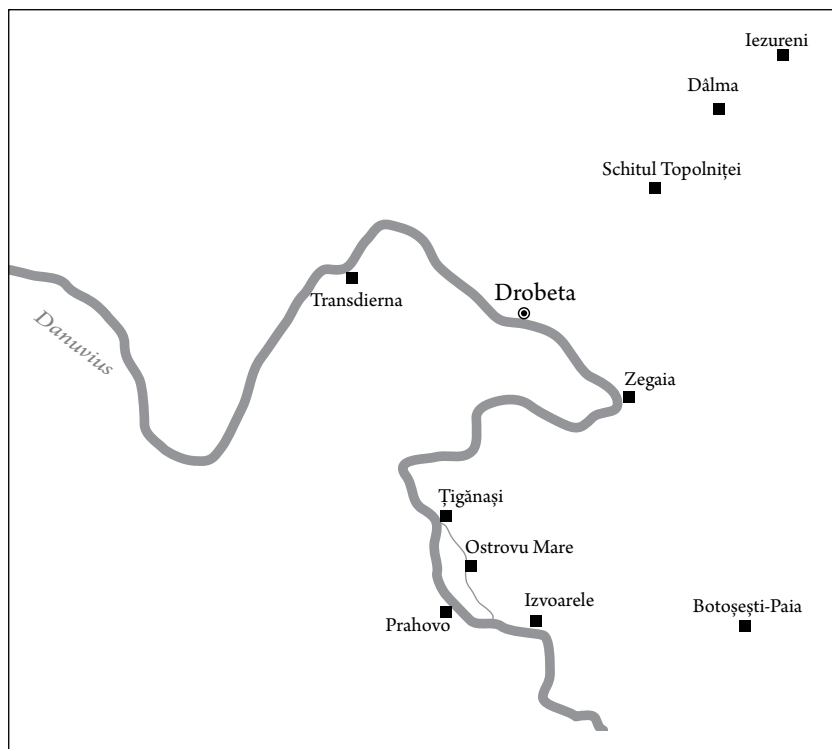 Iezureni
Dâlma
Schitul Topolniței
Transdierna
Drobeta
Danuvius
Zegaia
Țigănași
Ostrovu Mare
Izvoarele
Prahovo
Botoșești-Paia